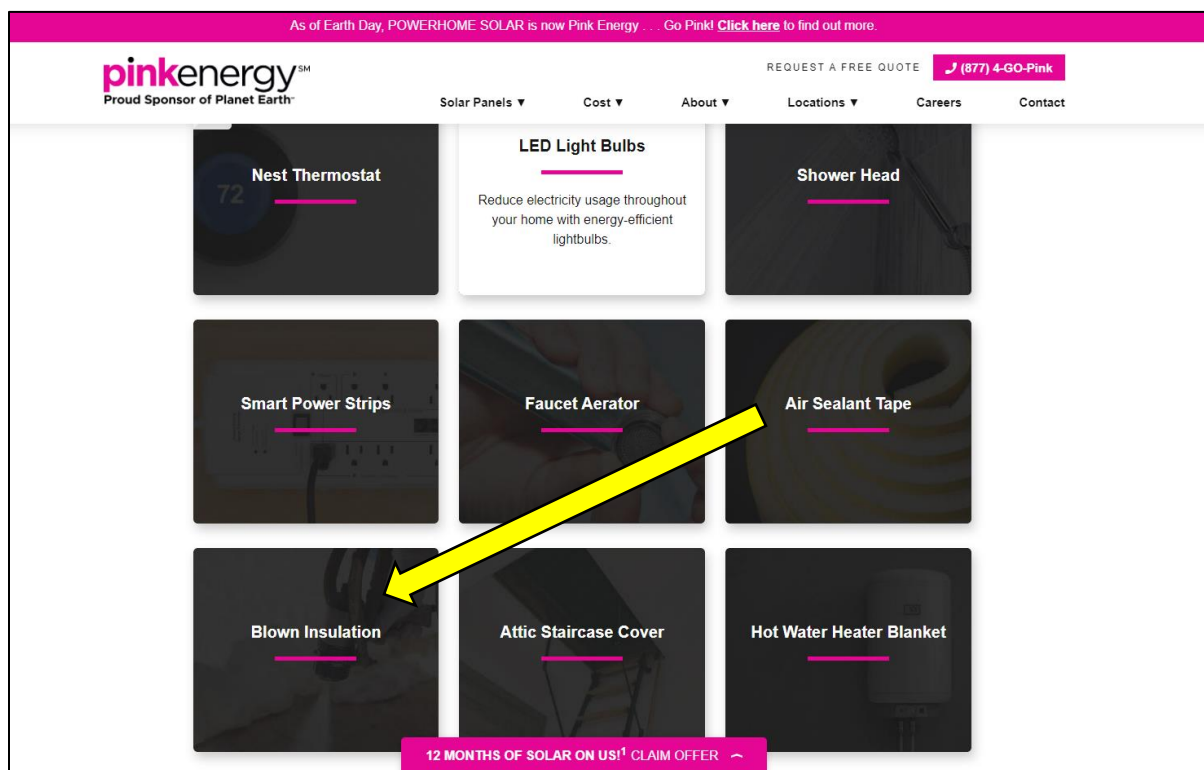 As of Earth Day, POWERHOME SOLAR is now Pink Energy . . . Go Pink! Click here to find out more.
pinkenergy℠
Proud Sponsor of Planet Earth
REQUEST A FREE QUOTE
(877) 4-GO-Pink
Solar Panels ▼ Cost ▼ About ▼ Locations ▼ Careers Contact
Nest Thermostat
72
LED Light Bulbs
Reduce electricity usage throughout
your home with energy-efficient
lightbulbs.
Shower Head
Smart Power Strips
Faucet Aerator
Air Sealant Tape
Blown Insulation
Attic Staircase Cover
Hot Water Heater Blanket
12 MONTHS OF SOLAR ON US!¹ CLAIM OFFER